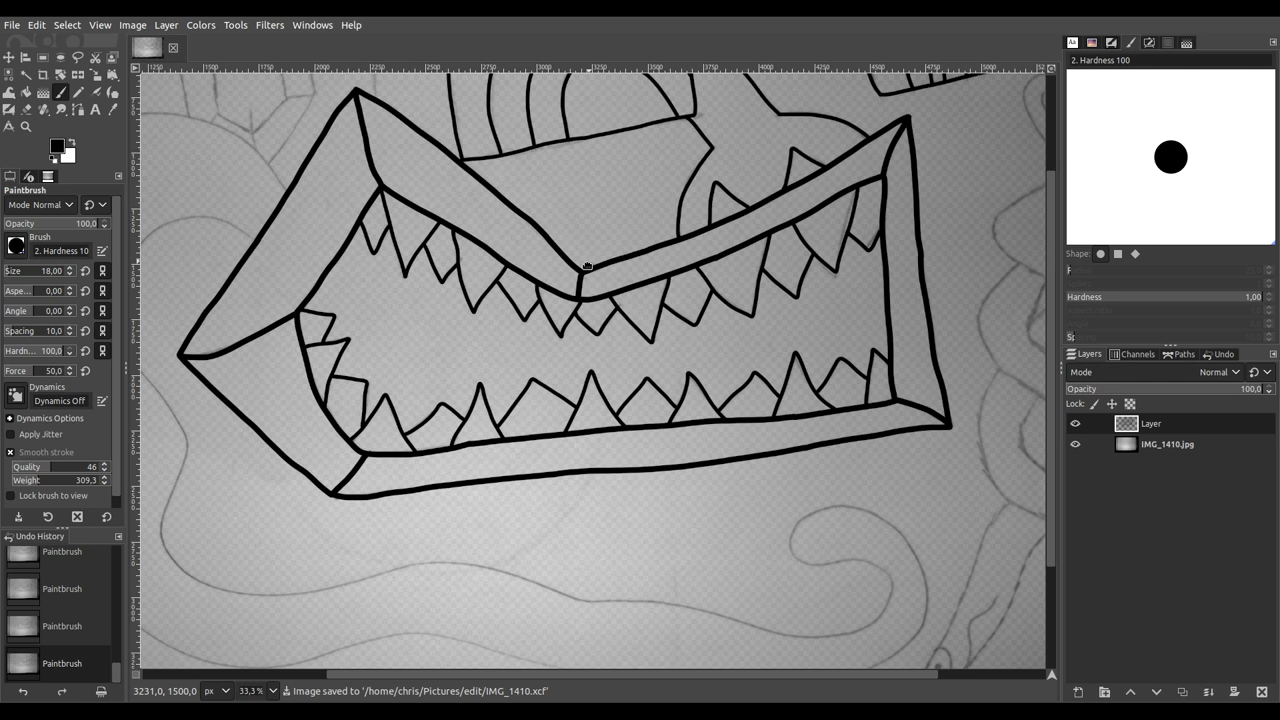 File Edit Select View Image Layer Colors Tools Filters Windows Help
Paintbrush
Mode Normal
Opacity 100,0
Brush
2. Hardness 10
Size 18,00
Aspe... 0,00
Angle 0,00
Spacing 10,0
Hardn... 100,0
Force 50,0
Dynamics
Dynamics Off
Dynamics Options
Apply Jitter
Smooth stroke
Quality 46
Weight 309,3
Lock brush to view
Undo History
Paintbrush
Paintbrush
Paintbrush
Paintbrush
3231,0, 1500,0 px 33,3 % Image saved to '/home/chris/Pictures/edit/IMG_1410.xcf'
2. Hardness 100
Shape:
Hardness 1,00
Layers Channels Paths Undo
Mode Normal
Opacity 100,0
Lock:
Layer
IMG_1410.jpg